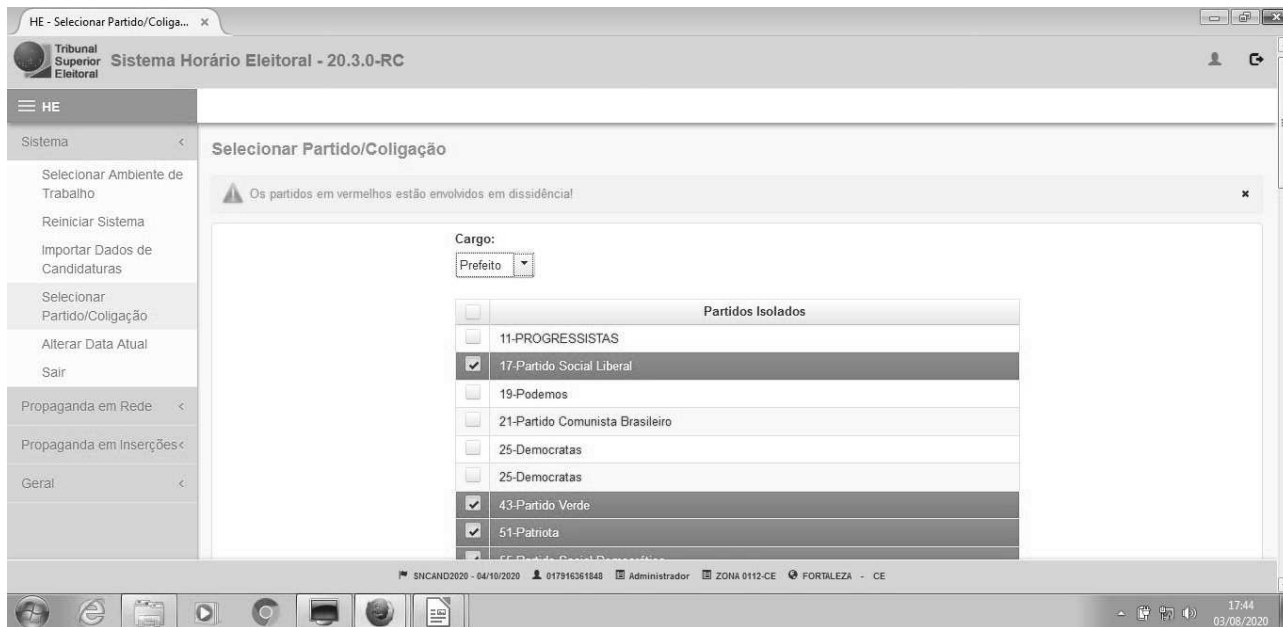 HE - Selecionar Partido/Coliga...
Tribunal
Superior
Eleitoral
Sistema Horário Eleitoral - 20.3.0-RC
HE
Sistema
Selecionar Ambiente de
Trabalho
Reiniciar Sistema
Importar Dados de
Candidaturas
Selecionar
Partido/Coligação
Alterar Data Atual
Sair
Propaganda em Rede
Propaganda em Inserções
Geral
Selecionar Partido/Coligação
Os partidos em vermelhos estão envolvidos em dissidência!
Cargo:
Prefeito
Partidos Isolados
11-PROGRESSISTAS
17-Partido Social Liberal
19-Podemos
21-Partido Comunista Brasileiro
25-Democratas
25-Democratas
43-Partido Verde
51-Patriota
55-Partido Social Democrático
SNCAND2020 - 04/10/2020 017916361848 Administrador ZONA 0112-CE FORTALEZA - CE
17:44
03/08/2020